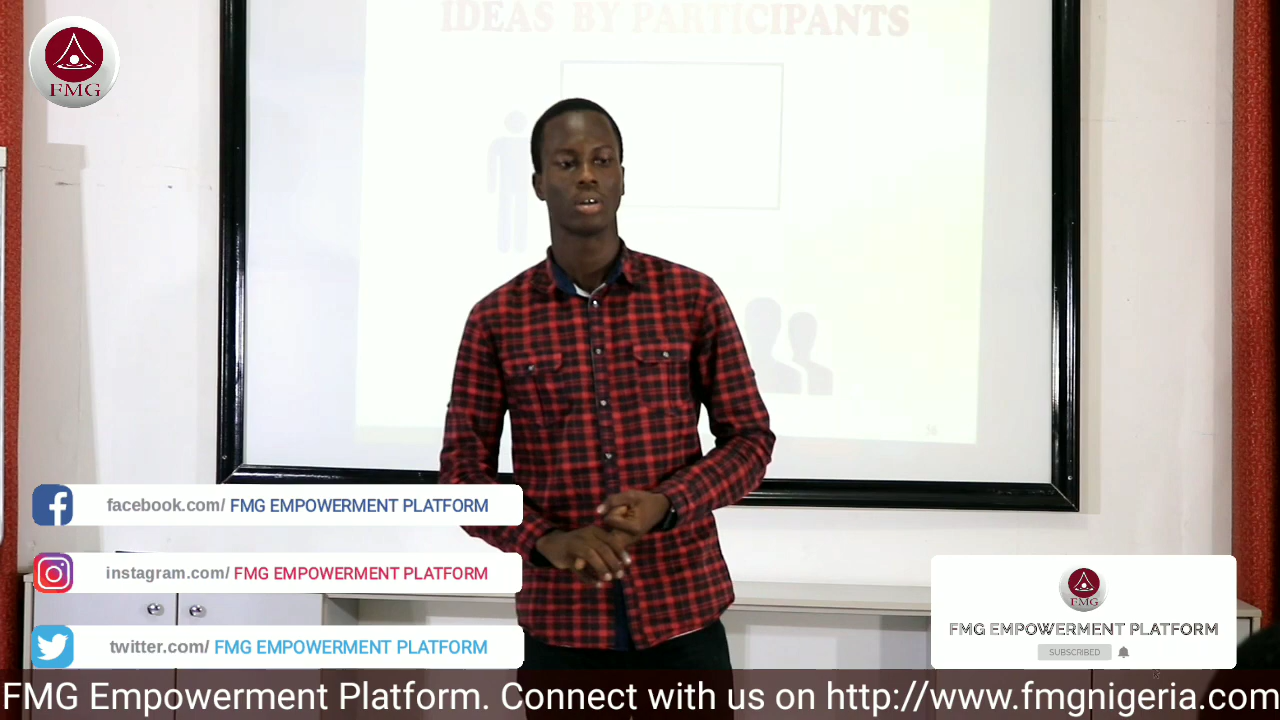 IDEAS BY PARTICIPANTS
FMG
56
facebook.com/ FMG EMPOWERMENT PLATFORM
instagram.com/ FMG EMPOWERMENT PLATFORM
twitter.com/ FMG EMPOWERMENT PLATFORM
FMG
FMG EMPOWERMENT PLATFORM
SUBSCRIBED
FMG Empowerment Platform. Connect with us on http://www.fmgnigeria.com